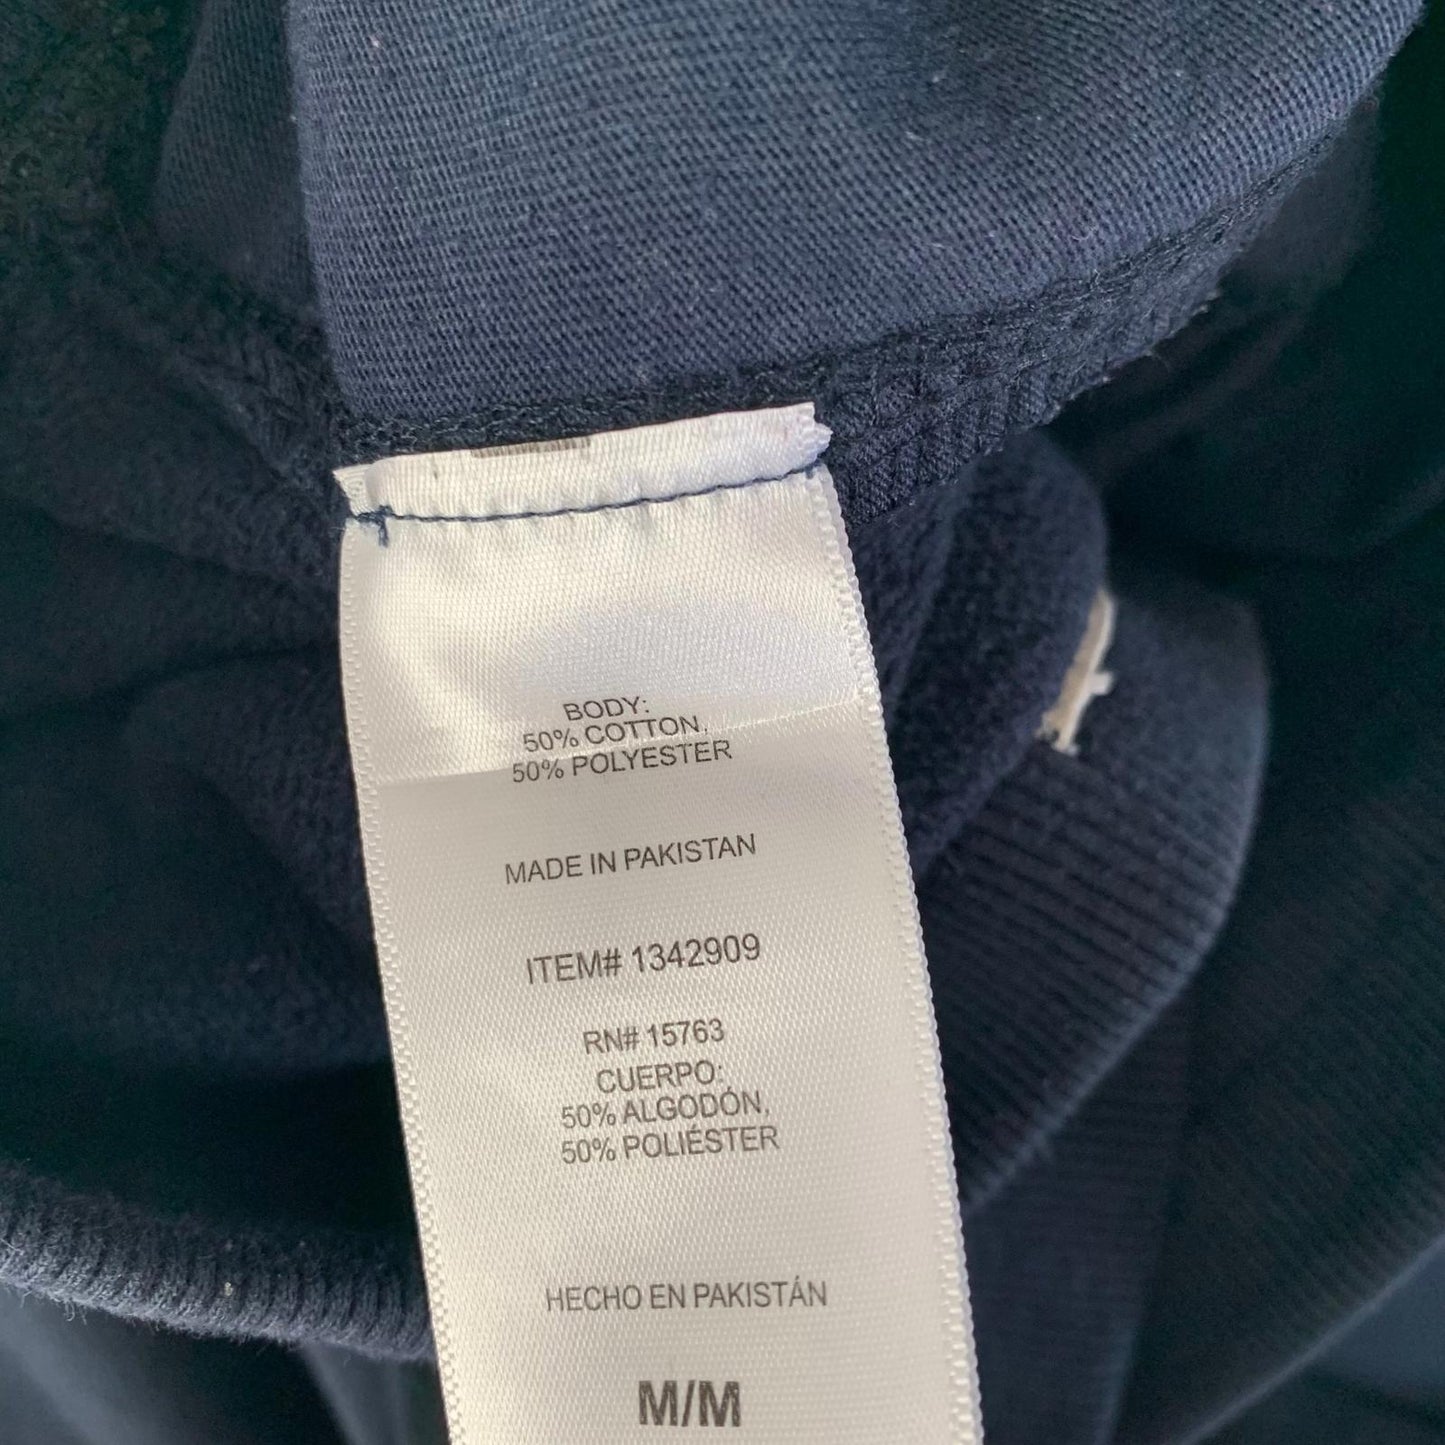 BODY:
50% COTTON,
50% POLYESTER
MADE IN PAKISTAN
ITEM# 1342909
RN# 15763
CUERPO:
50% ALGODÓN,
50% POLIÉSTER
HECHO EN PAKISTÁN
M/M